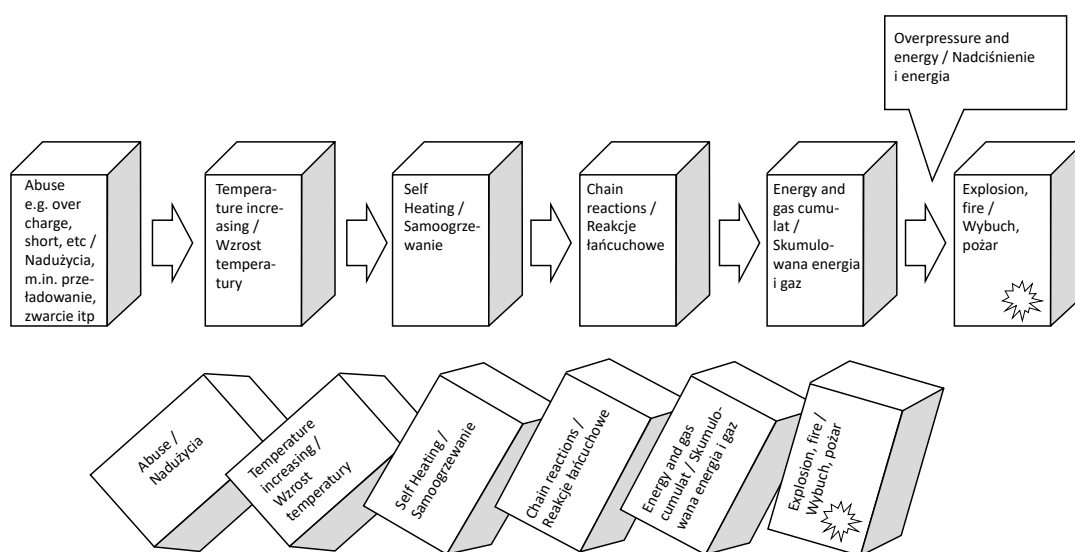 Overpressure and
energy / Nadciśnienie
i energia
Abuse
e.g. over
charge,
short, etc /
Nadużycia,
m.in. prze-
ładowanie,
zwarcie itp
Tempera-
ture incre-
asing /
Wzrost
tempera-
tury
Self
Heating /
Samoogrze-
wanie
Chain
reactions /
Reakcje
łańcuchowe
Energy and
gas cumu-
lat /
Skumulo-
wana energia
i gaz
Explosion,
fire /
Wybuch,
pożar
Abuse /
Nadużycia
Temperature
increasing /
Wzrost
temperatury
Self Heating /
Samoogrzewanie
Chain reactions /
Reakcje łańcuchowe
Energy and gas
cumulat / Skumulo-
wana energia i gaz
Explosion, fire /
Wybuch, pożar